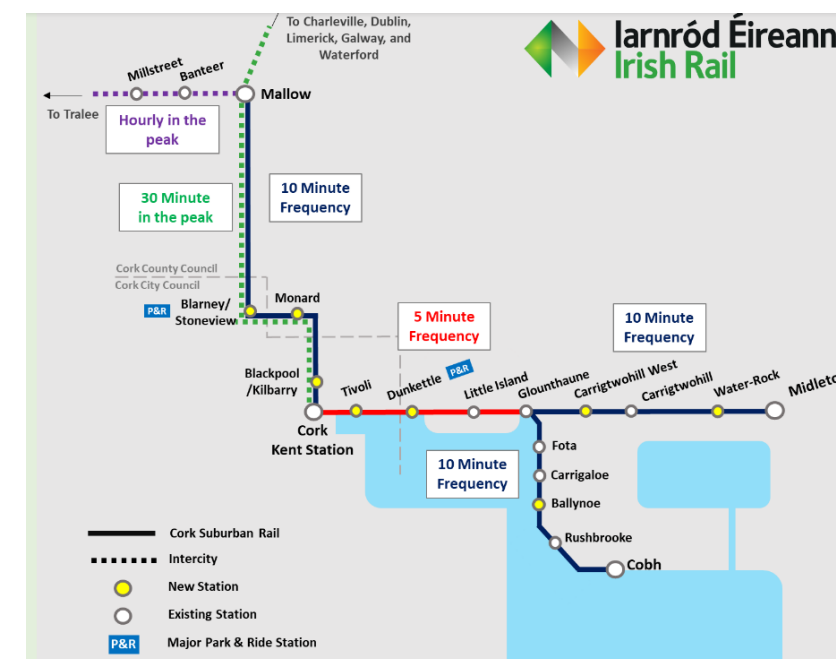 To Charleville, Dublin,
Limerick, Galway, and
Waterford
Iarnród Éireann
Irish Rail
Millstreet
Banteer
Mallow
To Tralee
Hourly in the
peak
30 Minute
in the peak
10 Minute
Frequency
Cork County Council
Cork City Council
P&R
Blarney/
Stoneview
Monard
5 Minute
Frequency
10 Minute
Frequency
Blackpool
/Kilbarry
Tivoli
Dunkettle
P&R
Little Island
Glounthaune
Carrigtwohill West
Carrigtwohill
Water-Rock
Midlet
Cork
Kent Station
10 Minute
Frequency
Fota
Carrigaloe
Ballynoe
Rushbrooke
Cobh
Cork Suburban Rail
Intercity
New Station
Existing Station
P&R
Major Park & Ride Station